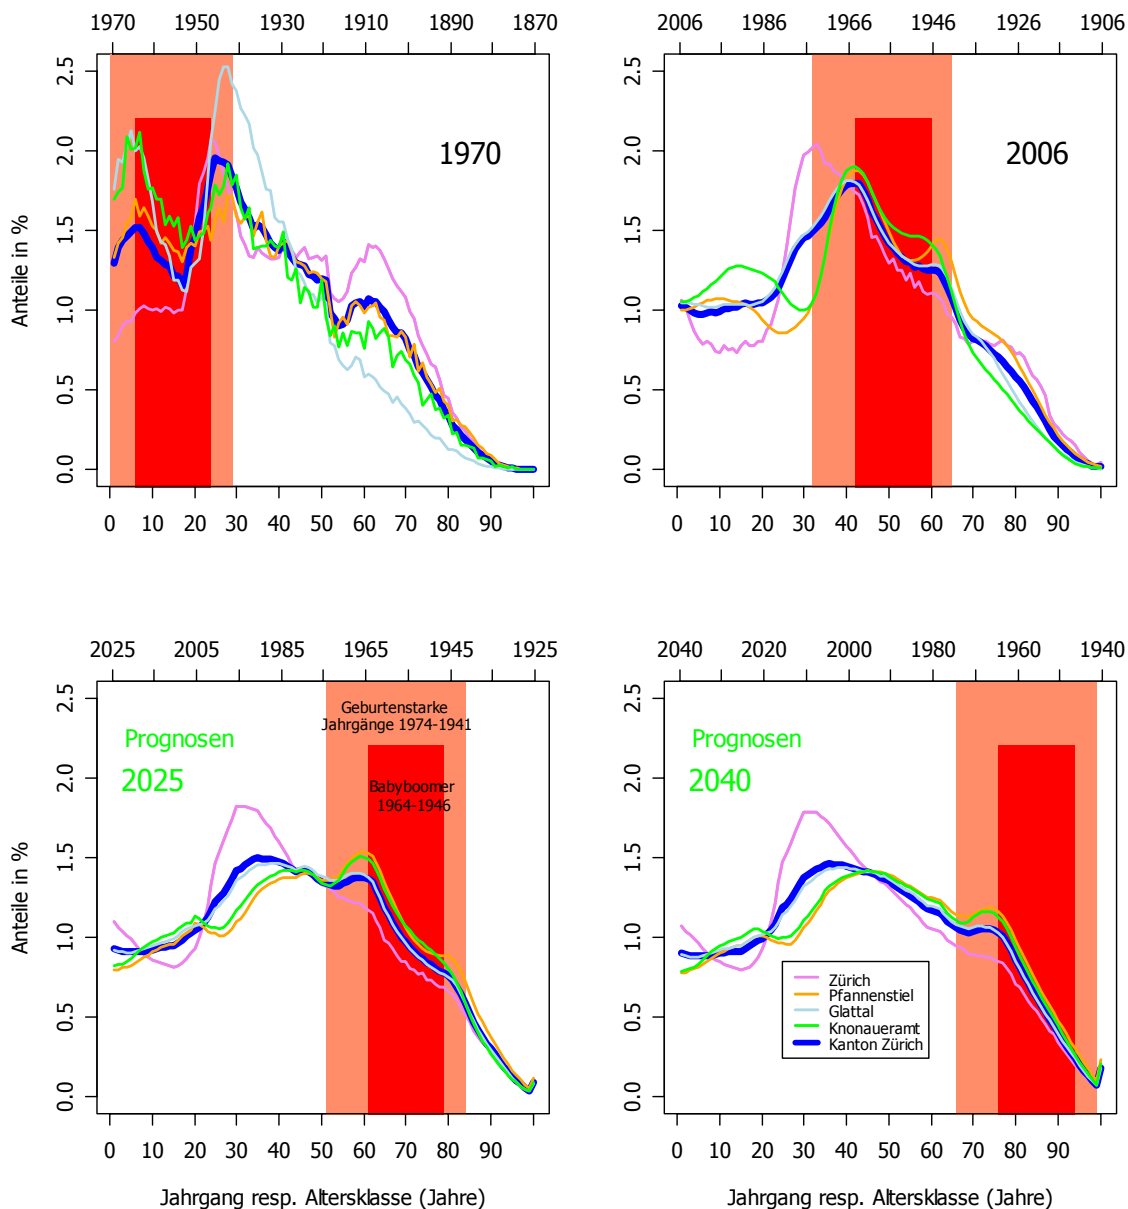 1970 1950 1930 1910 1890 1870
2006 1986 1966 1946 1926 1906
Anteile in %
2.5
2.0
1.5
1.0
0.5
0.0
1970
2.5
2.0
1.5
1.0
0.5
0.0
2006
0 10 20 30 40 50 60 70 80 90
0 10 20 30 40 50 60 70 80 90
2025 2005 1985 1965 1945 1925
2040 2020 2000 1980 1960 1940
Anteile in %
2.5
2.0
1.5
1.0
0.5
0.0
Geburtenstarke
Jahrgänge 1974-1941
Prognosen
2025
Babyboomer
1964-1946
2.5
2.0
1.5
1.0
0.5
0.0
Prognosen
2040
Zürich
Pfannenstiel
Glattal
Knonaueramt
Kanton Zürich
0 10 20 30 40 50 60 70 80 90
0 10 20 30 40 50 60 70 80 90
Jahrgang resp. Altersklasse (Jahre)
Jahrgang resp. Altersklasse (Jahre)